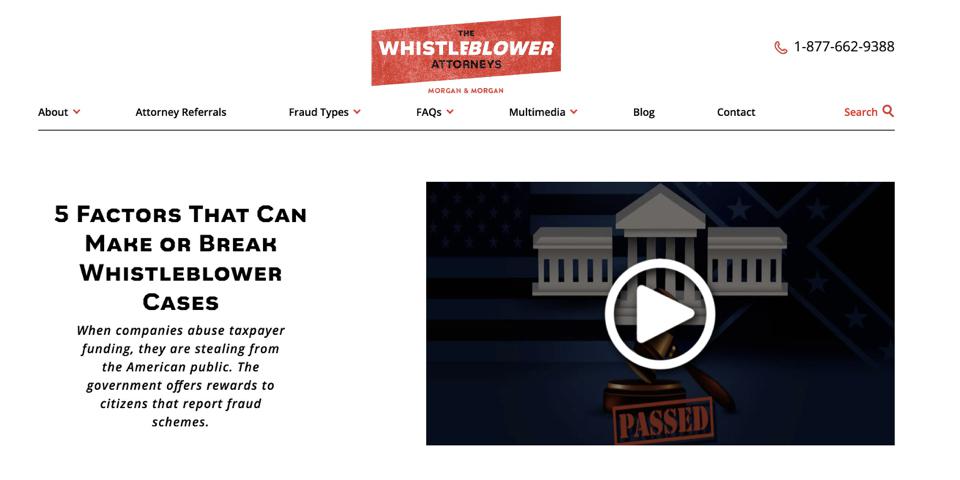 THE
WHISTLEBLOWER
ATTORNEYS
MORGAN & MORGAN
1-877-662-9388
About
Attorney Referrals
Fraud Types
FAQs
Multimedia
Blog
Contact
Search
5 Factors That Can
Make or Break
Whistleblower
Cases
When companies abuse taxpayer
funding, they are stealing from
the American public. The
government offers rewards to
citizens that report fraud
schemes.
PASSED